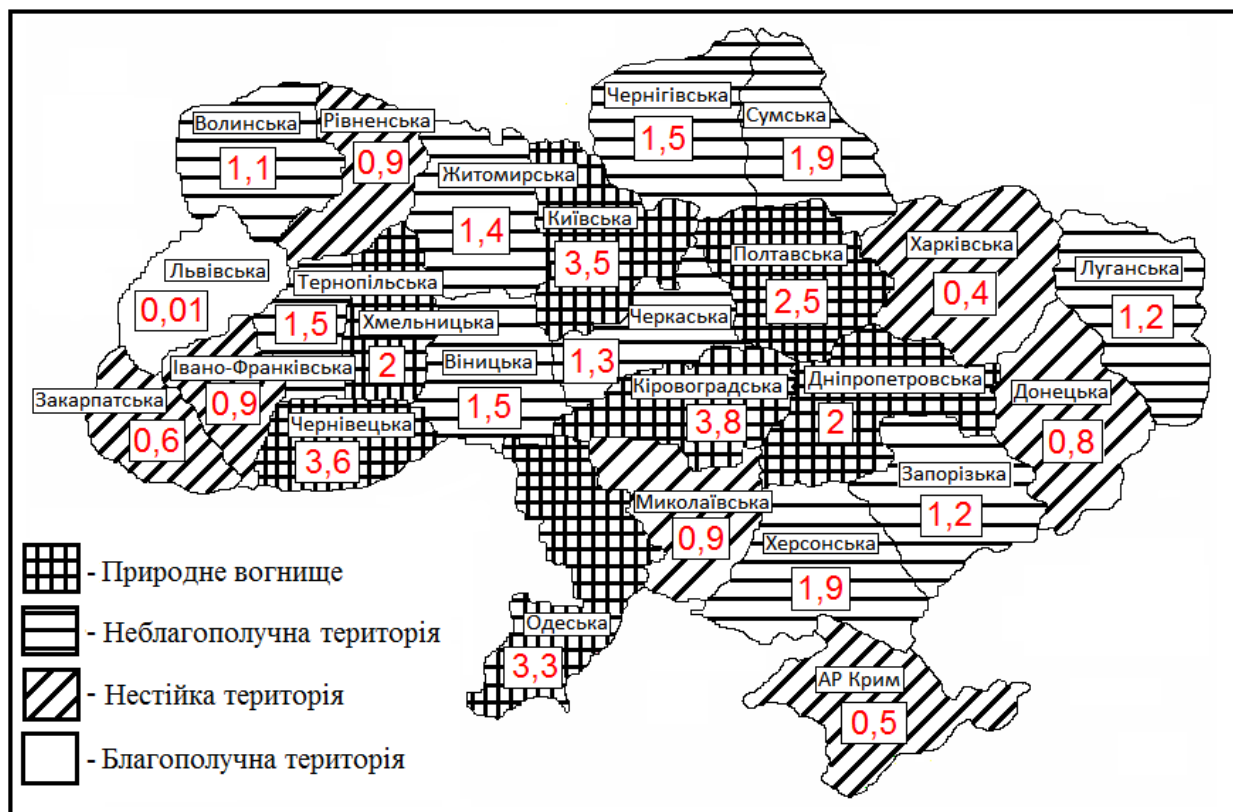 Чернігівська
1,5
Сумська
1,9
Волинська
1,1
Рівненська
0,9
Житомирська
1,4
Київська
3,5
Полтавська
2,5
Харківська
0,4
Луганська
1,2
Львівська
0,01
Тернопільська
1,5
Хмельницька
2
Черкаська
1,3
Віницька
1,5
Івано-Франківська
0,9
Закарпатська
0,6
Чернівецька
3,6
Кіровоградська
3,8
Дніпропетровська
2
Донецька
0,8
Запорізька
1,2
Миколаївська
0,9
Херсонська
1,9
Одеська
3,3
АР Крим
0,5
- Природне вогнище
- Неблагополучна територія
- Нестійка територія
- Благополучна територія